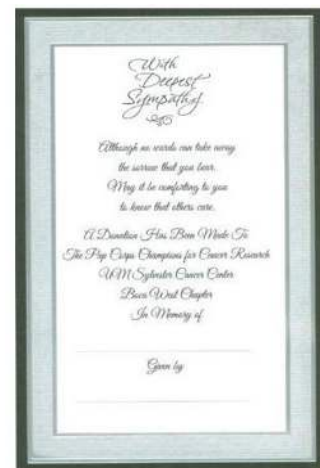 With
Deepest
Sympathy
Although no words can take away
the sorrow that you bear.
May it be comforting to you
to know that others care.
A Donation Has Been Made To
The Pap Corps Champions for Cancer Research
UM Sylvester Cancer Center
Boca West Chapter
In Memory of
Given by